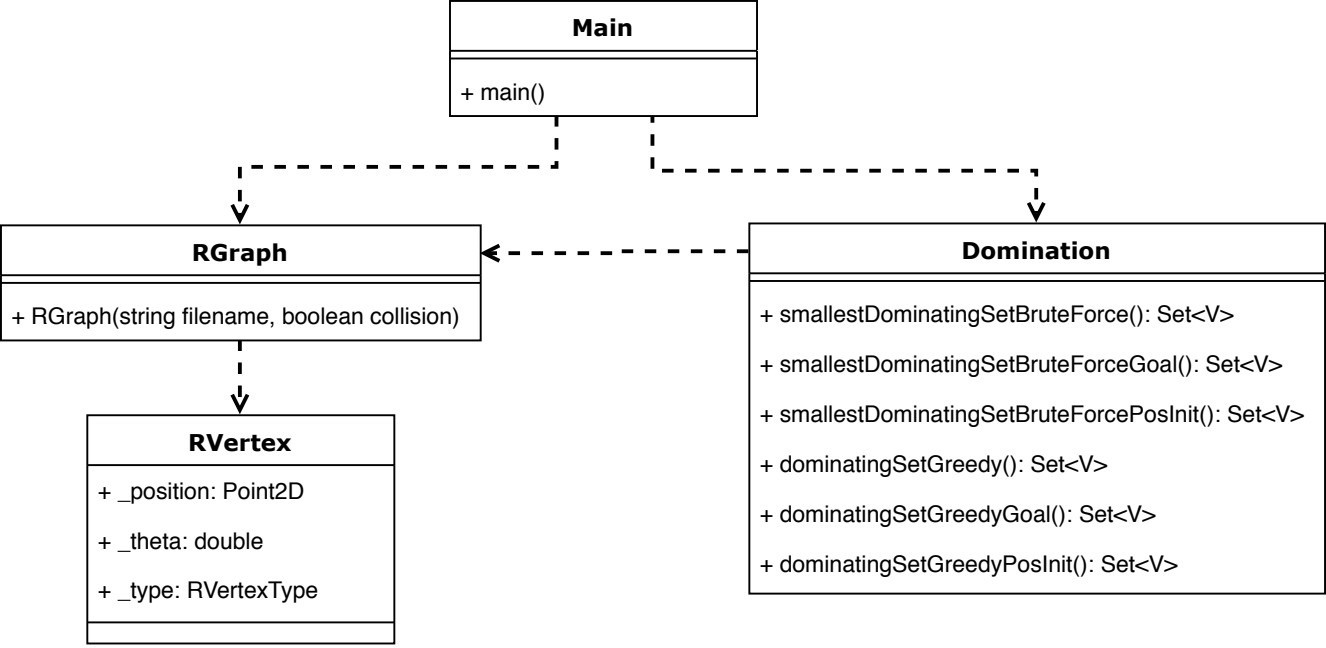 Main
+ main()
RGraph
+ RGraph(string filename, boolean collision)
Domination
+ smallestDominatingSetBruteForce(): Set<V>
+ smallestDominatingSetBruteForceGoal(): Set<V>
+ smallestDominatingSetBruteForcePosInit(): Set<V>
+ dominatingSetGreedy(): Set<V>
+ dominatingSetGreedyGoal(): Set<V>
+ dominatingSetGreedyPosInit(): Set<V>
RVertex
+ _position: Point2D
+ _theta: double
+ _type: RVertexType